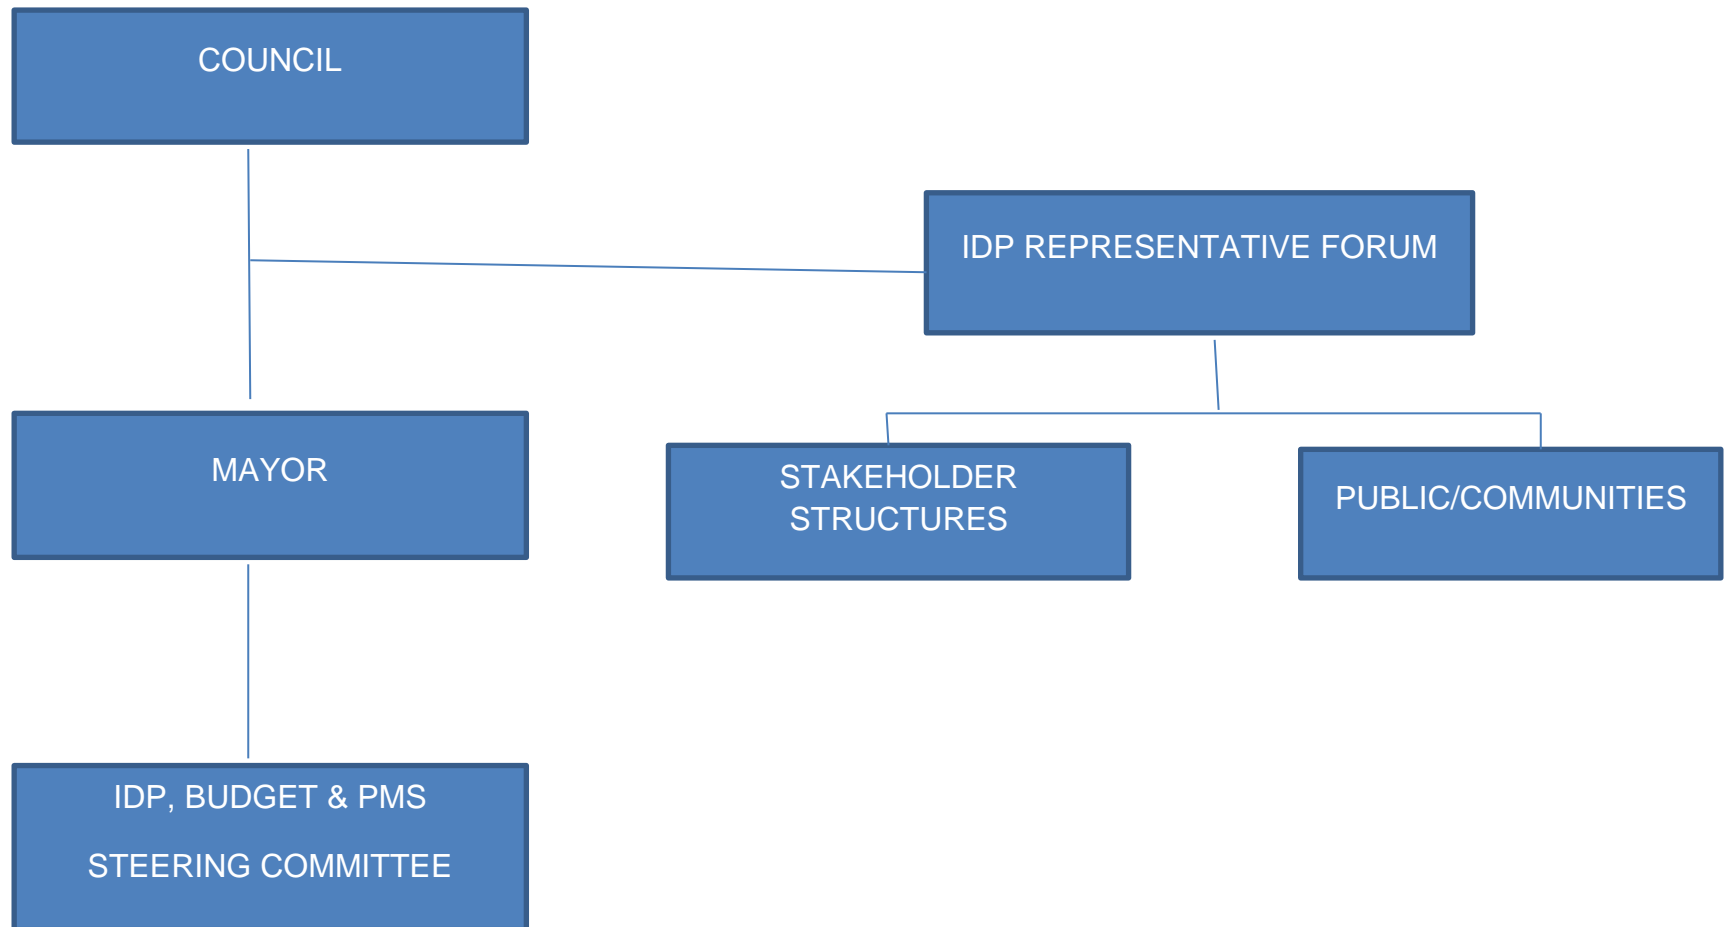 COUNCIL
IDP REPRESENTATIVE FORUM
MAYOR
STAKEHOLDER
STRUCTURES
PUBLIC/COMMUNITIES
IDP, BUDGET & PMS
STEERING COMMITTEE